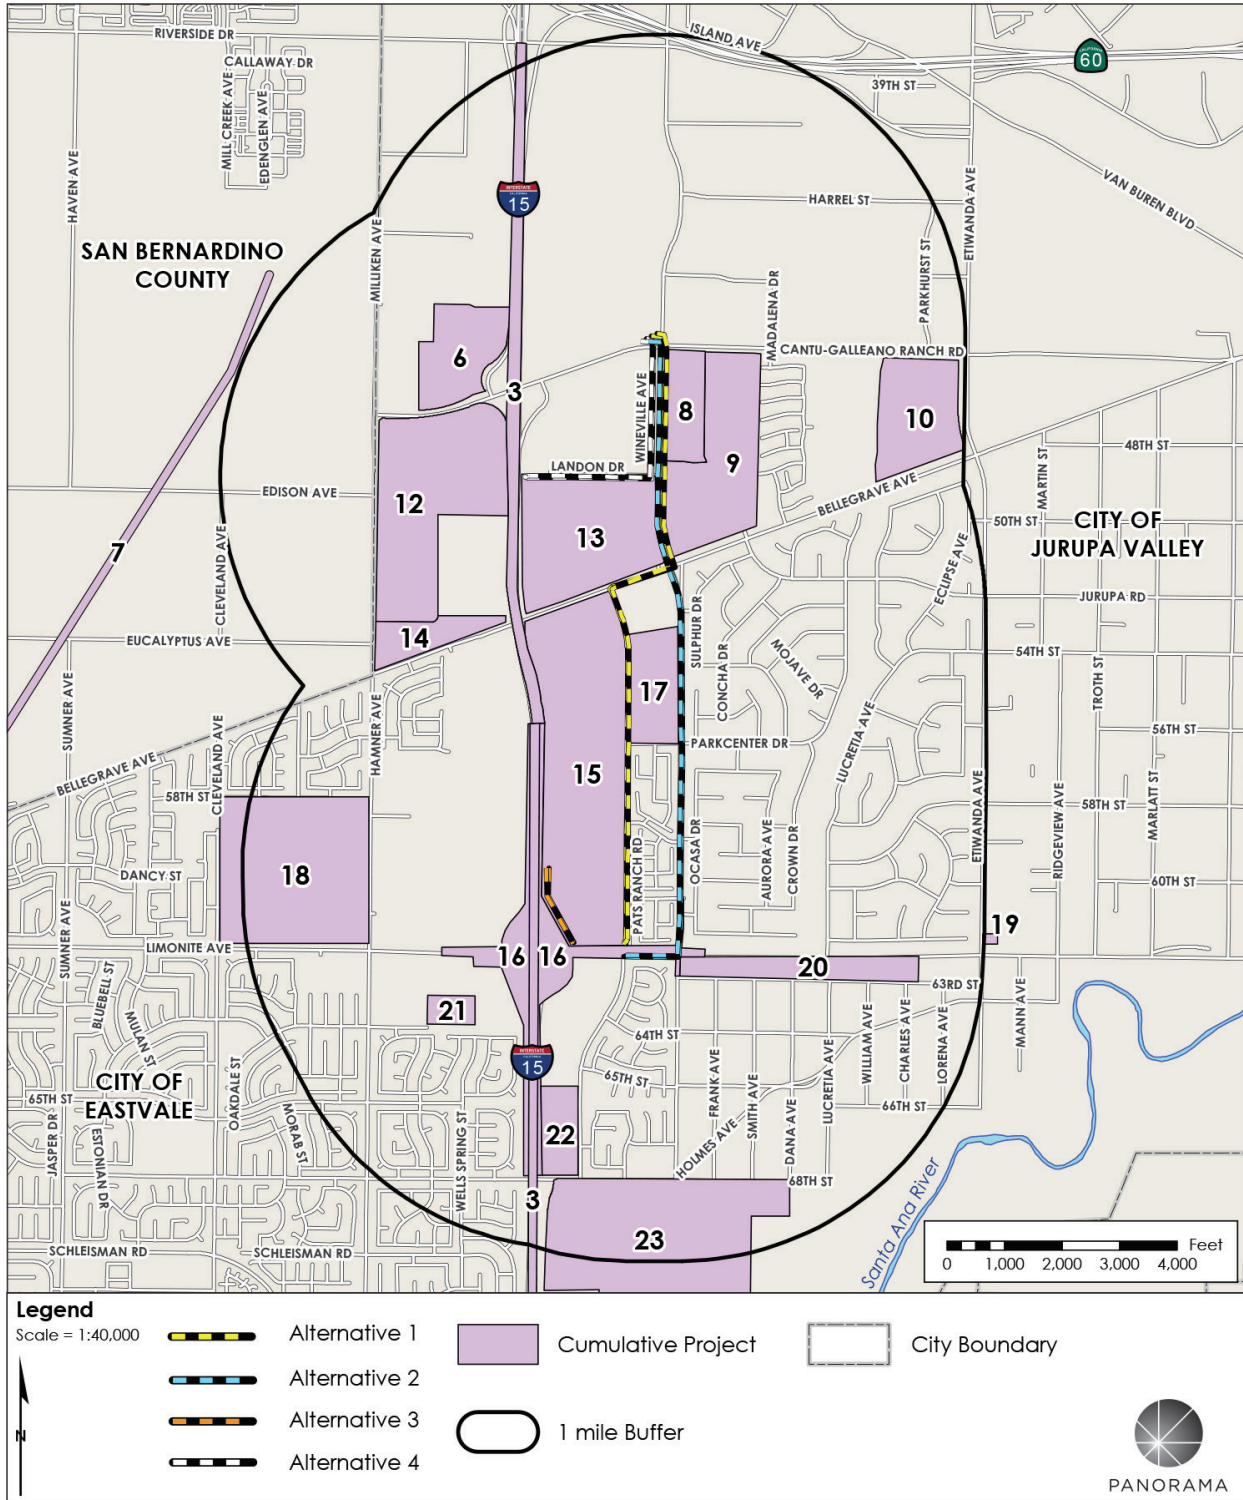 RIVERSIDE DR
ISLAND AVE
CALLAWAY DR
CALIFORNIA
60
39TH ST
MILL CREEK AVE
EDENGLEN AVE
HAVEN AVE
INTERSTATE
CALIFORNIA
15
HARREL ST
ETIWANDA AVE
VAN BUREN BLVD
SAN BERNARDINO
COUNTY
MILLIKEN AVE
PARKHURST ST
MADALENA DR
6
3
CANTU-GALLEANO RANCH RD
WINEVILLE AVE
8
9
10
48TH ST
LANDON DR
MARTIN ST
BELLEGRAVE AVE
EDISON AVE
12
13
50TH ST
CITY OF
JURUPA VALLEY
7
CLEVELAND AVE
ECLIPSE AVE
JURUPA RD
EUCALYPTUS AVE
14
SULPHUR DR
MOJAVE DR
54TH ST
17
CONCHA DR
TROTH ST
SUMNER AVE
HAMNER AVE
LUCRETIA AVE
56TH ST
BELLEGRAVE AVE
CLEVELAND AVE
PARKCENTER DR
15
58TH ST
58TH ST
MARLATT ST
OCASA DR
AURORA AVE
CROWN DR
ETIWANDA AVE
RIDGEVIEW AVE
DANCY ST
18
PATS RANCH RD
60TH ST
SUMNER AVE
19
LIMONITE AVE
16
16
20
63RD ST
BLUEBELL ST
MULAN ST
21
64TH ST
WILLIAM AVE
CHARLES AVE
LORENA AVE
MANN AVE
INTERSTATE
CALIFORNIA
15
CITY OF
EASTVALE
65TH ST
65TH ST
OAKDALE ST
MORAB ST
FRANK AVE
SMITH AVE
LUCRETIA AVE
66TH ST
JASPER DR
ESTONIAN DR
22
HOLMES AVE
DANA AVE
68TH ST
WELLS SPRING ST
3
23
Santa Ana River
SCHLEISMAN RD
SCHLEISMAN RD
Feet
0 1,000 2,000 3,000 4,000
Legend
Scale = 1:40,000
N
Alternative 1
Alternative 2
Alternative 3
Alternative 4
Cumulative Project
1 mile Buffer
City Boundary
PANORAMA